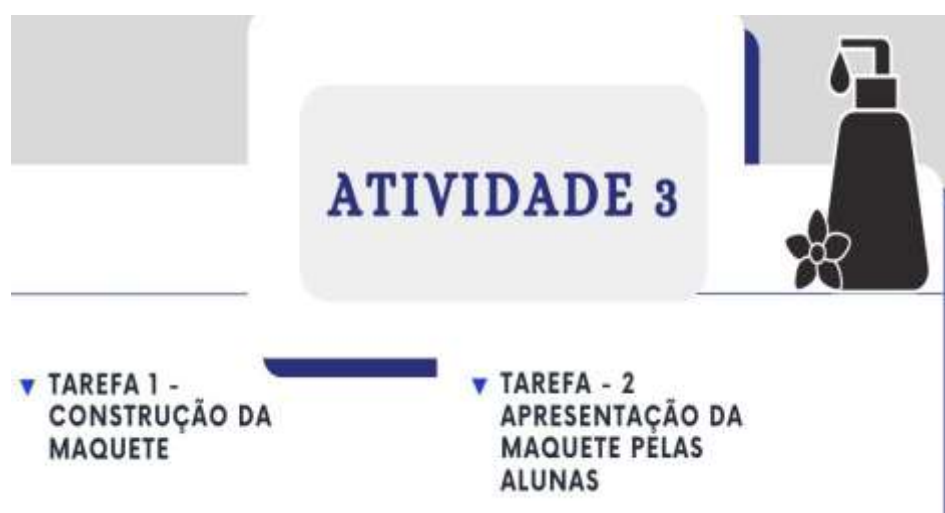 ATIVIDADE 3
TAREFA 1 -
CONSTRUÇÃO DA
MAQUETE
TAREFA - 2
APRESENTAÇÃO DA
MAQUETE PELAS
ALUNAS